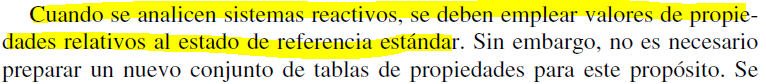 Cuando se analicen sistemas reactivos, se deben emplear valores de propie-
dades relativos al estado de referencia estándar. Sin embargo, no es necesario
preparar un nuevo conjunto de tablas de propiedades para este propósito. Se